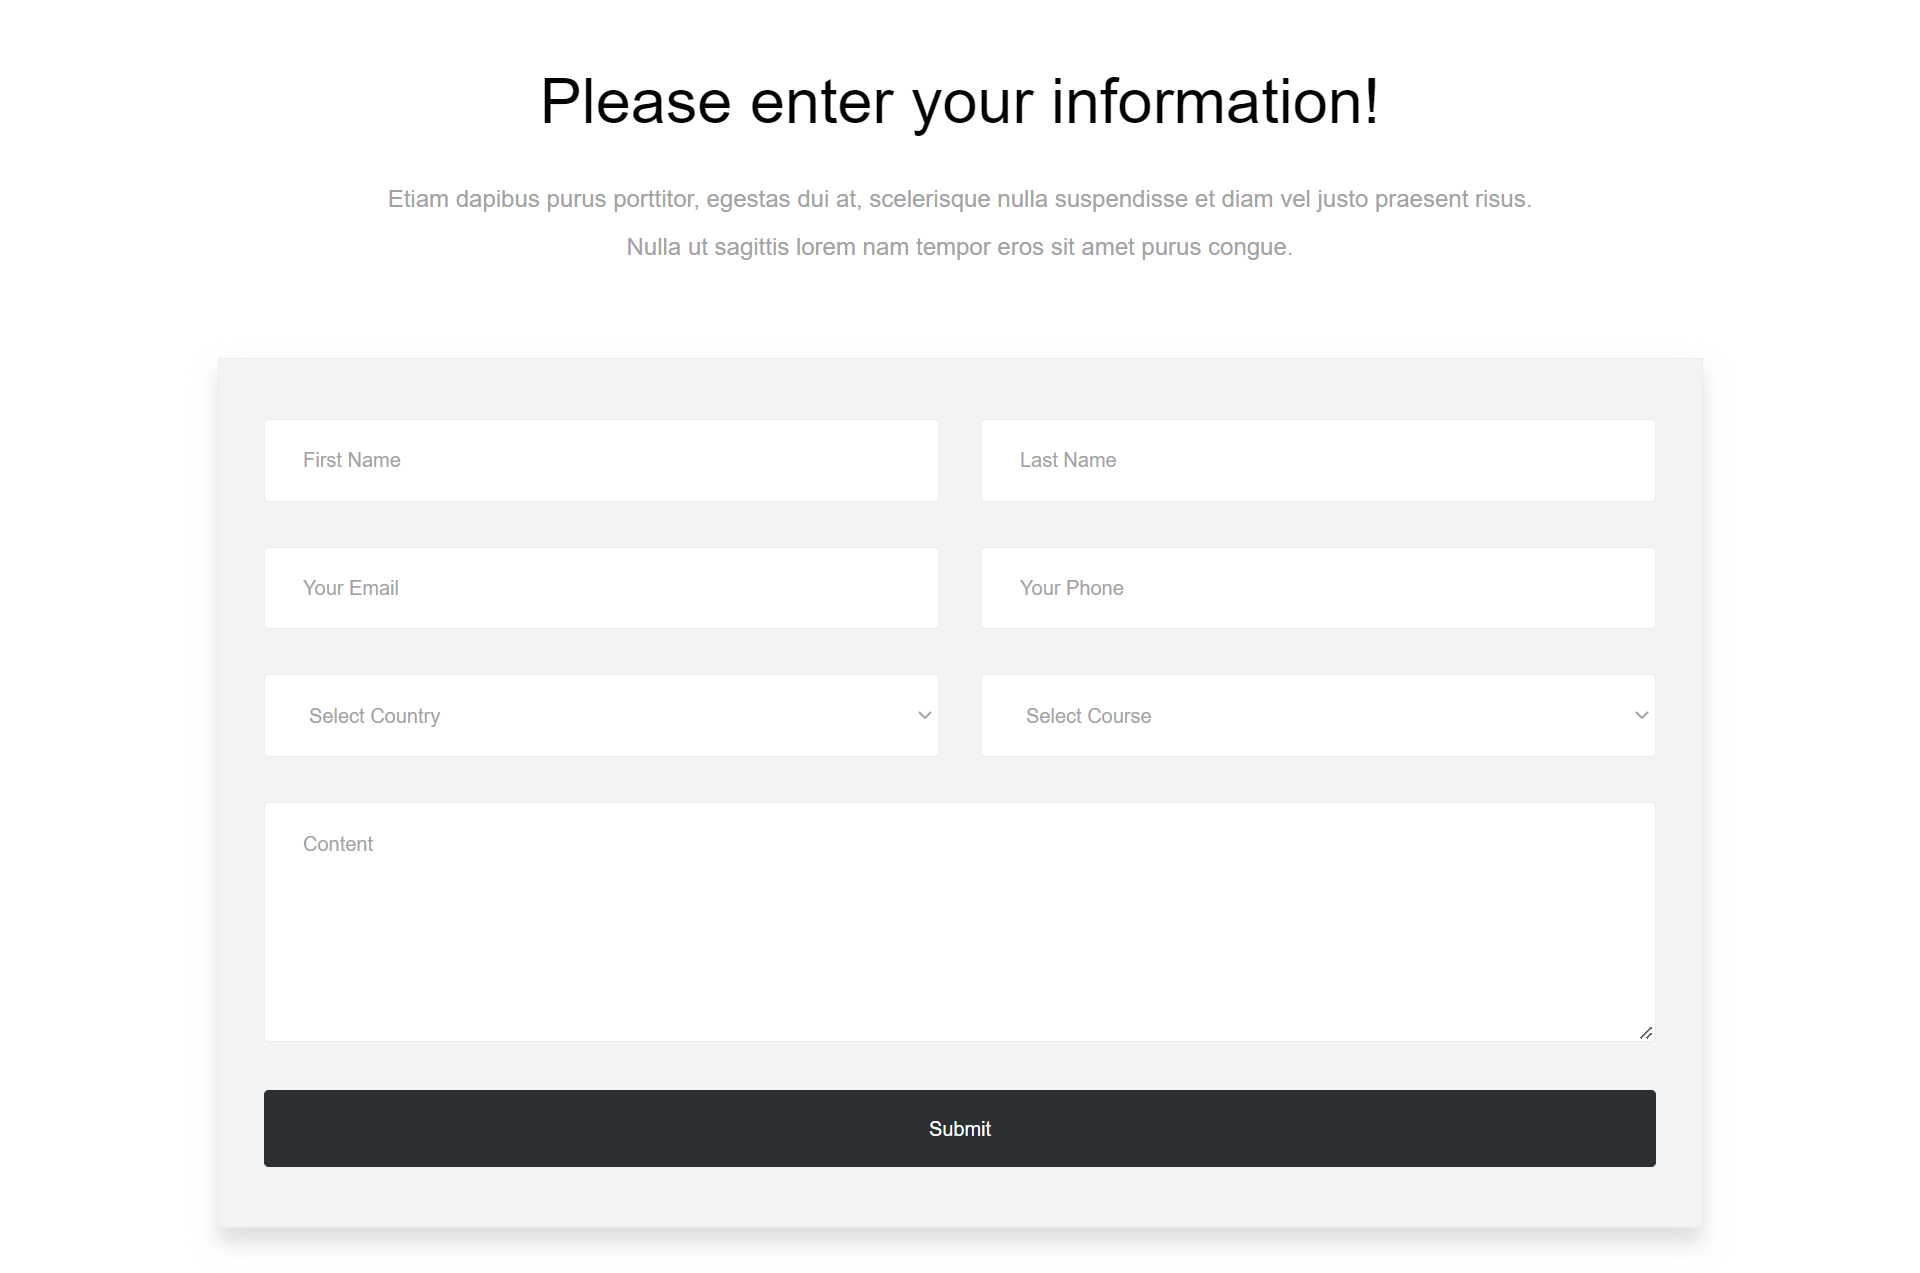 Please enter your information!
Etiam dapibus purus porttitor, egestas dui at, scelerisque nulla suspendisse et diam vel justo praesent risus.
Nulla ut sagittis lorem nam tempor eros sit amet purus congue.
First Name
Last Name
Your Email
Your Phone
Select Country
Select Course
Content
Submit